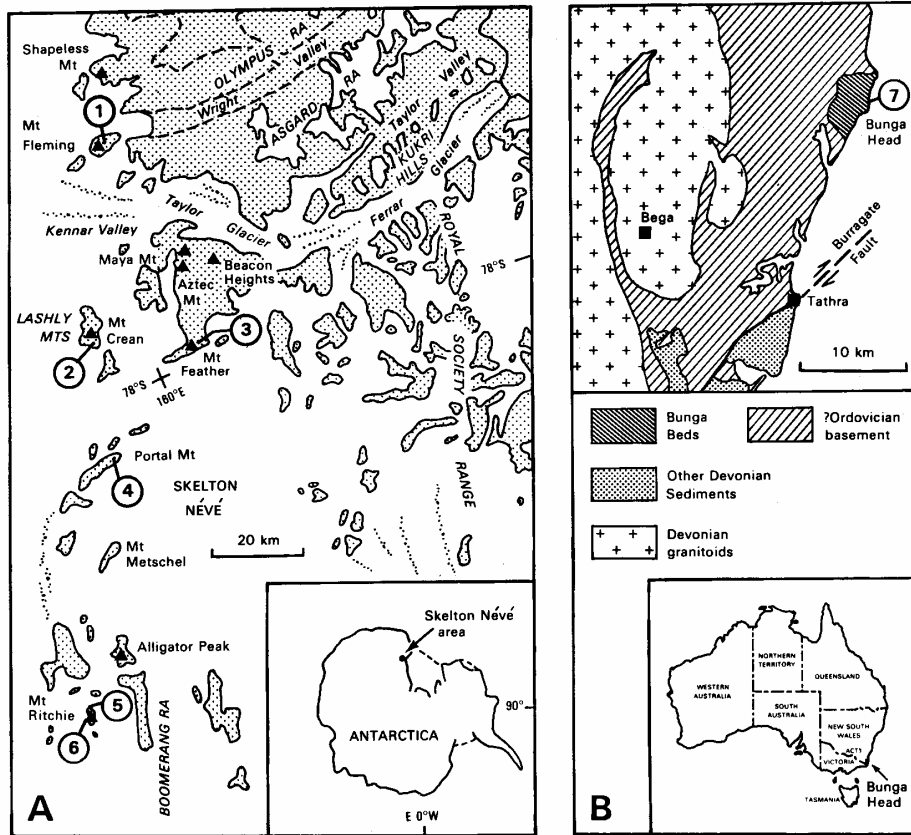 Shapeless
Mt
OLYMPUS RA
Wright Valley
ASGARD RA
Taylor Valley
KUKRI
HILLS
1
Mt
Fleming
Taylor
Glacier
Ferrar Glacier
Kennar Valley
Maya Mt
Aztec
Mt
Beacon
Heights
ROYAL
SOCIETY
RANGE
78°S
LASHLY
MTS
Mt
Crean
2
3
Mt
Feather
78°S
160°E
Portal Mt
4
SKELTON
NÉVÉ
20 km
Mt
Metschel
Alligator Peak
Mt
Ritchie
5
6
BOOMERANG RA
Skelton Névé
area
90°
ANTARCTICA
E 0°W
A
7
Bunga
Head
Bega
Burragate
Fault
Tathra
10 km
Bunga
Beds
?Ordovician
basement
Other Devonian
Sediments
Devonian
granitoids
NORTHERN
TERRITORY
QUEENSLAND
WESTERN
AUSTRALIA
SOUTH
AUSTRALIA
NEW SOUTH
WALES
ACT
VICTORIA
TASMANIA
Bunga
Head
B